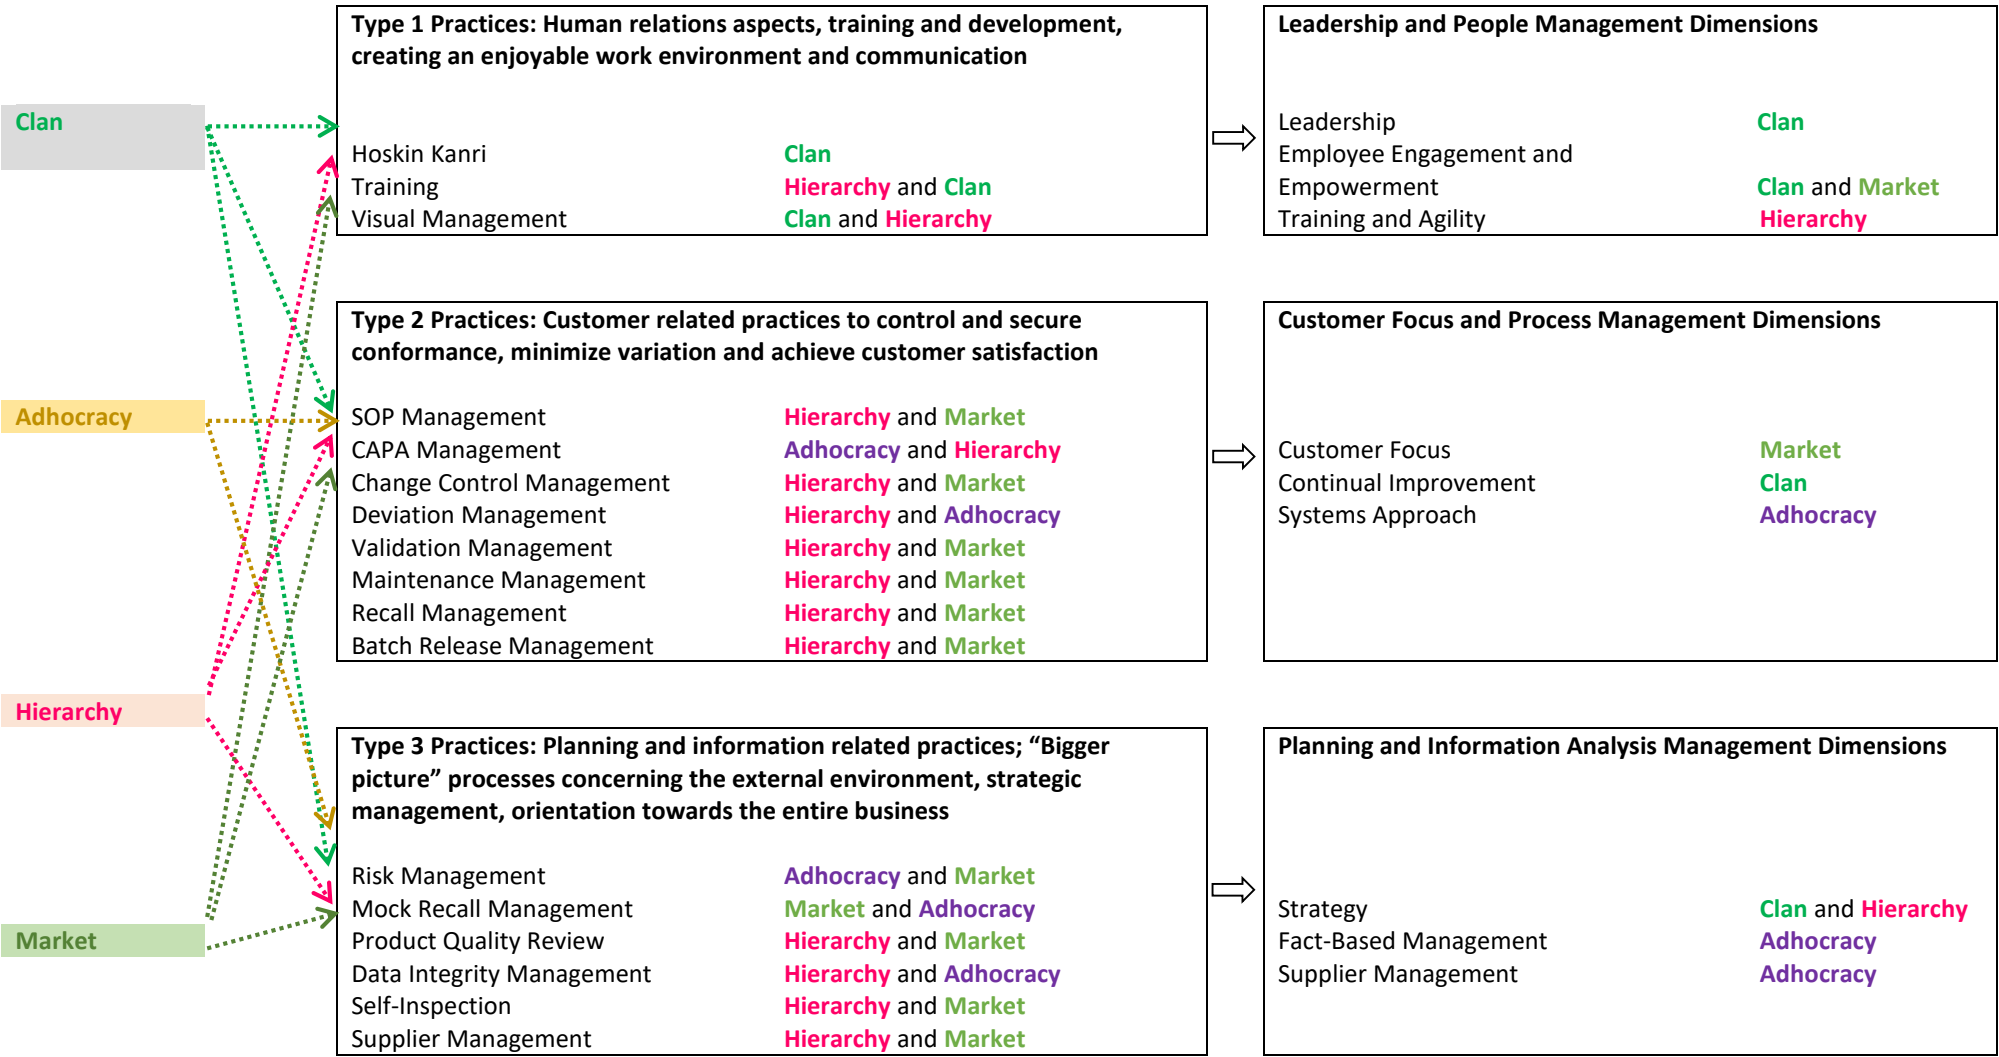 Clan
Adhocracy
Hierarchy
Market
Type 1 Practices: Human relations aspects, training and development,
creating an enjoyable work environment and communication
Hoskin Kanri Clan
Training Hierarchy and Clan
Visual Management Clan and Hierarchy
Leadership and People Management Dimensions
Leadership Clan
Employee Engagement and
Empowerment Clan and Market
Training and Agility Hierarchy
Type 2 Practices: Customer related practices to control and secure
conformance, minimize variation and achieve customer satisfaction
SOP Management Hierarchy and Market
CAPA Management Adhocracy and Hierarchy
Change Control Management Hierarchy and Market
Deviation Management Hierarchy and Adhocracy
Validation Management Hierarchy and Market
Maintenance Management Hierarchy and Market
Recall Management Hierarchy and Market
Batch Release Management Hierarchy and Market
Customer Focus and Process Management Dimensions
Customer Focus Market
Continual Improvement Clan
Systems Approach Adhocracy
Type 3 Practices: Planning and information related practices; “Bigger
picture” processes concerning the external environment, strategic
management, orientation towards the entire business
Risk Management Adhocracy and Market
Mock Recall Management Market and Adhocracy
Product Quality Review Hierarchy and Market
Data Integrity Management Hierarchy and Adhocracy
Self-Inspection Hierarchy and Market
Supplier Management Hierarchy and Market
Planning and Information Analysis Management Dimensions
Strategy Clan and Hierarchy
Fact-Based Management Adhocracy
Supplier Management Adhocracy